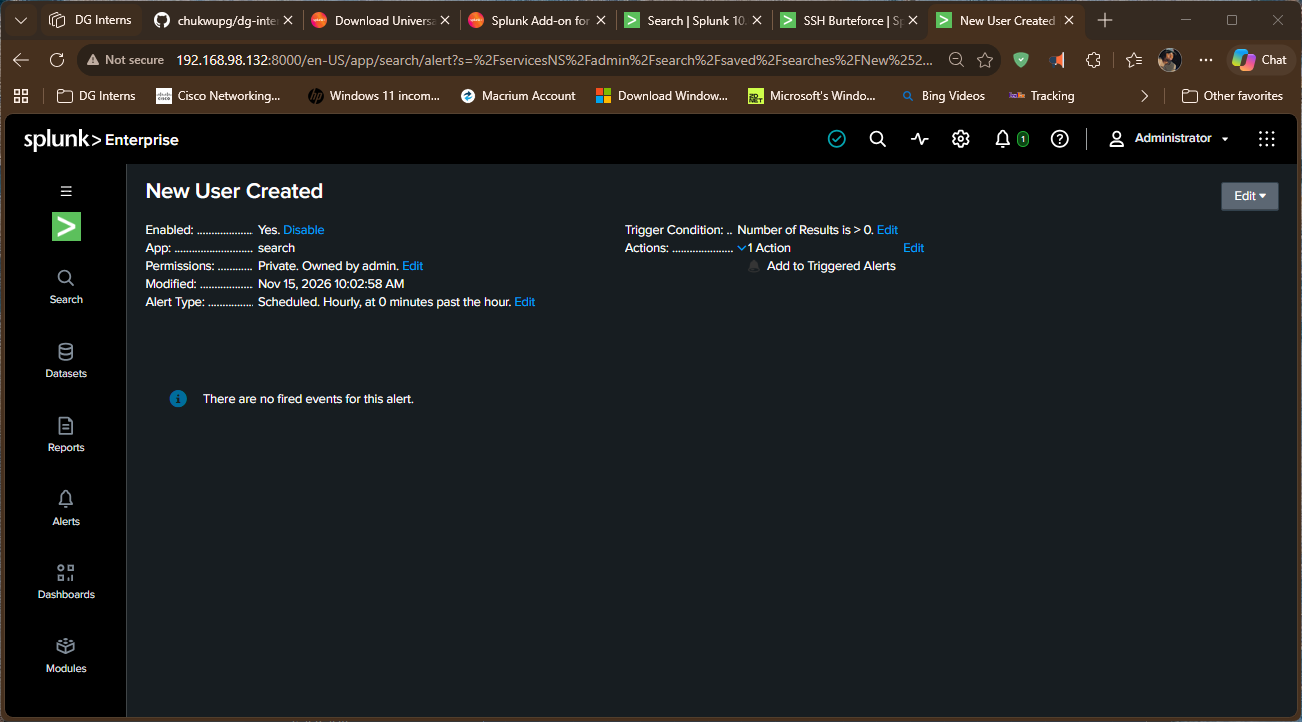 DG Interns
chukwupg/dg-inter
Download Universa
Splunk Add-on for
Search | Splunk 10.
SSH Burteforce | Sp
New User Created
Not secure
192.168.98.132:8000/en-US/app/search/alert?s=%2FservicesNS%2Fadmin%2Fsearch%2Fsaved%2Fsearches%2FNew%252...
Chat
DG Interns
Cisco Networking...
Windows 11 incom...
Macrium Account
Download Window...
Microsoft's Windo...
Bing Videos
Tracking
Other favorites
splunk>Enterprise
1
Administrator
New User Created
Edit
Enabled: ................... Yes. Disable
App: .......................... search
Permissions: ............ Private. Owned by admin. Edit
Modified: .................. Nov 15, 2026 10:02:58 AM
Alert Type: ............... Scheduled. Hourly, at 0 minutes past the hour. Edit
Trigger Condition: .. Number of Results is > 0. Edit
Actions: ..................... 1 Action Edit
Add to Triggered Alerts
There are no fired events for this alert.
Search
Datasets
Reports
Alerts
Dashboards
Modules